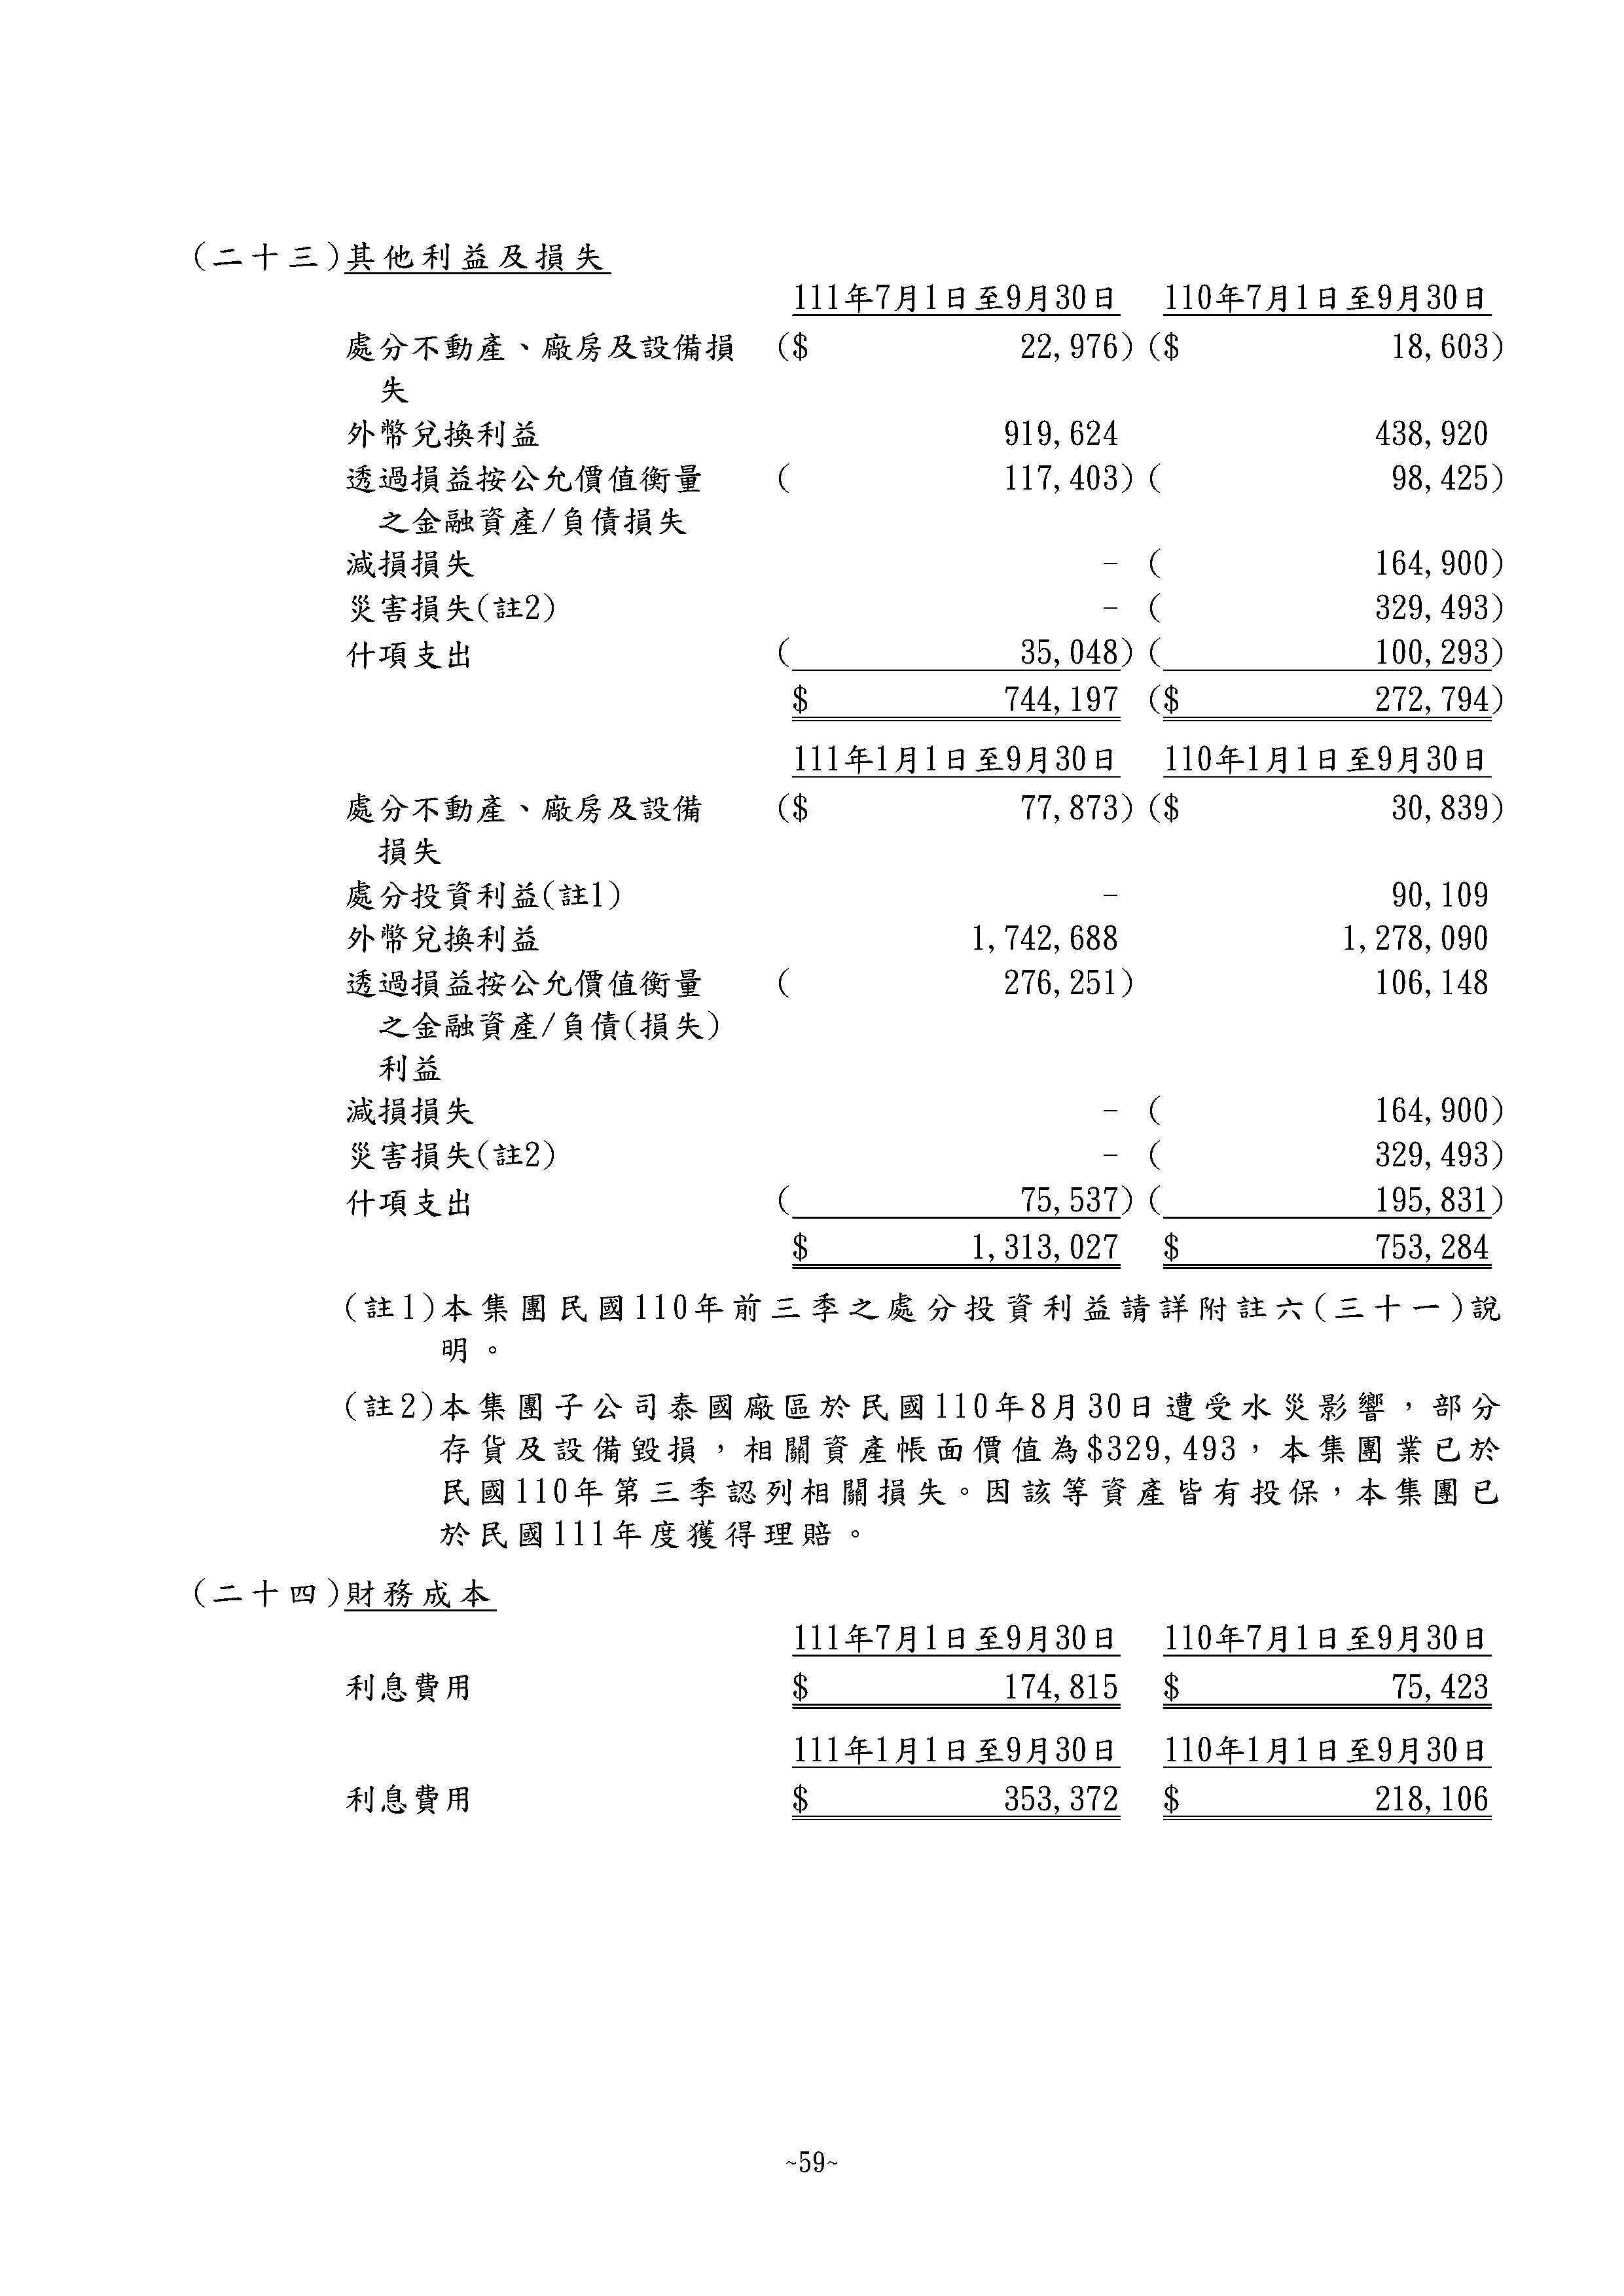 (二十三)其他利益及損失
111年7月1日至9月30日 110年7月1日至9月30日
處分不動產、廠房及設備損 ($ 22,976) ($ 18,603)
失
外幣兌換利益 919,624 438,920
透過損益按公允價值衡量 ( 117,403) ( 98,425)
之金融資產/負債損失
減損損失 - ( 164,900)
災害損失(註2) - ( 329,493)
什項支出 ( 35,048) ( 100,293)
$ 744,197 ($ 272,794)
111年1月1日至9月30日 110年1月1日至9月30日
處分不動產、廠房及設備 ($ 77,873) ($ 30,839)
損失
處分投資利益(註1) - 90,109
外幣兌換利益 1,742,688 1,278,090
透過損益按公允價值衡量 ( 276,251) 106,148
之金融資產/負債(損失)
利益
減損損失 - ( 164,900)
災害損失(註2) - ( 329,493)
什項支出 ( 75,537) ( 195,831)
$ 1,313,027 $ 753,284
(註1)本集團民國110年前三季之處分投資利益請詳附註六(三十一)說
明。
(註2)本集團子公司泰國廠區於民國110年8月30日遭受水災影響，部分
存貨及設備毀損，相關資產帳面價值為$329,493，本集團業已於
民國110年第三季認列相關損失。因該等資產皆有投保，本集團已
於民國111年度獲得理賠。
(二十四)財務成本
111年7月1日至9月30日 110年7月1日至9月30日
利息費用 $ 174,815 $ 75,423
111年1月1日至9月30日 110年1月1日至9月30日
利息費用 $ 353,372 $ 218,106
~59~